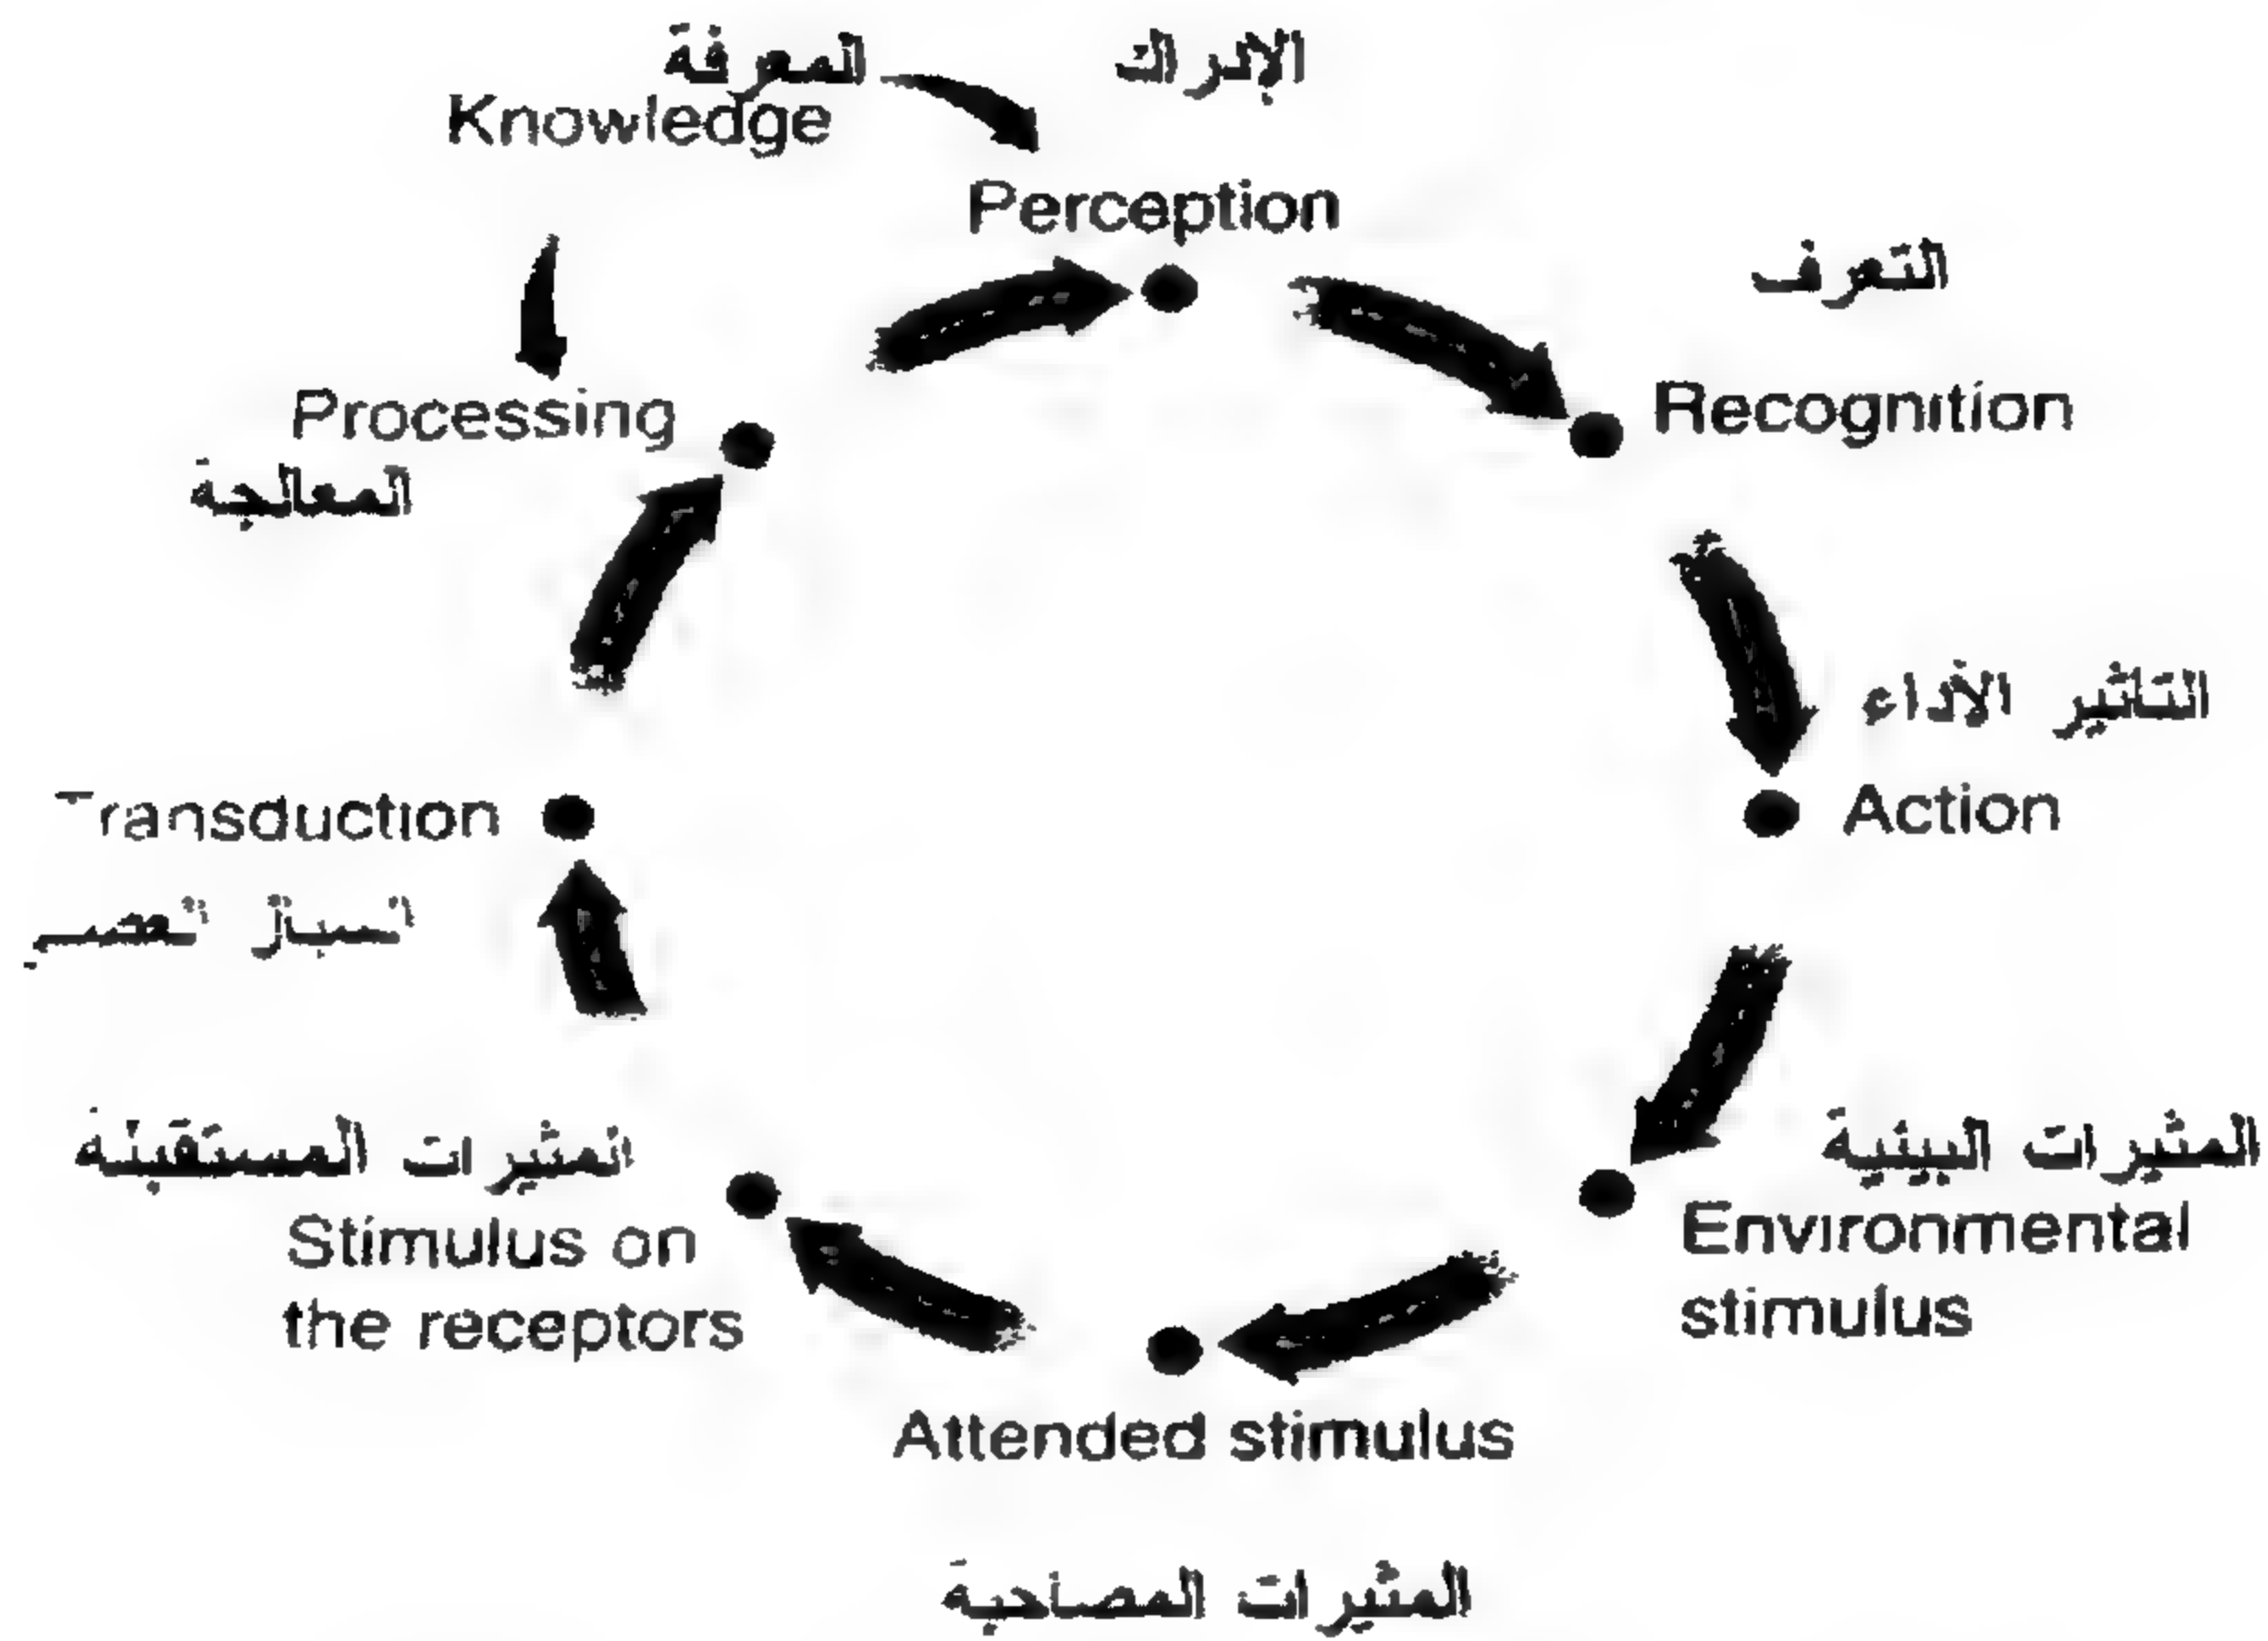 المعرفة
Knowledge
الإدراك
Perception
التعرف
Recognition
التأثير الأداء
Action
المثيرات البيئية
Environmental
stimulus
Attended stimulus
المثيرات المصاحبة
المثيرات المستقبلة
Stimulus on
the receptors
Transduction
Processing
المعالجة